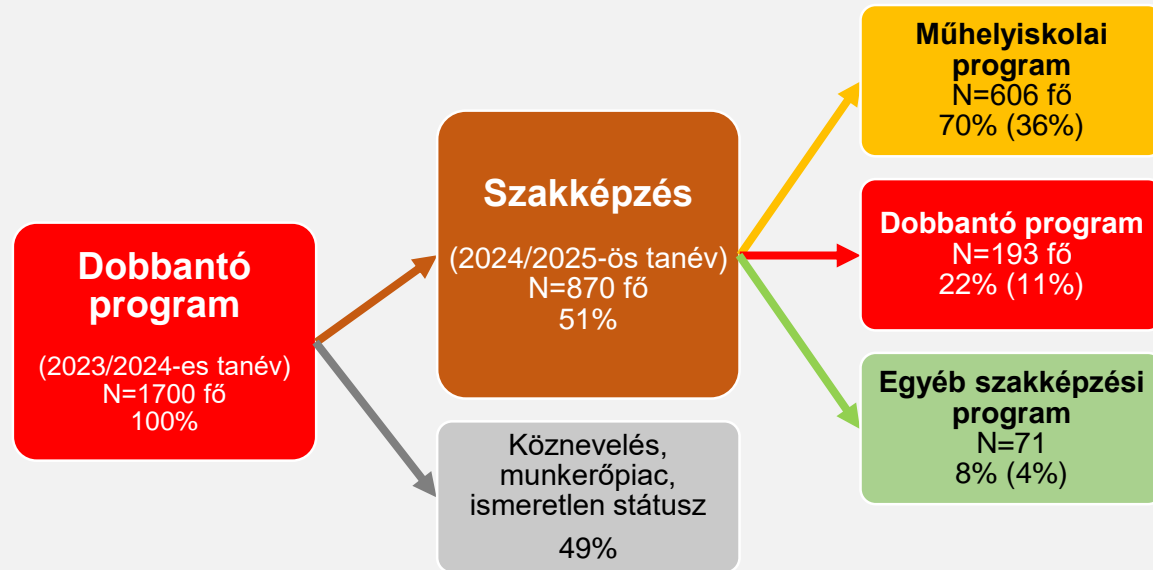 Dobbantó
program
(2023/2024-es tanév)
N=1700 fő
100%
Szakképzés
(2024/2025-ös tanév)
N=870 fő
51%
Köznevelés,
munkerőpiac,
ismeretlen státusz
49%
Műhelyiskolai
program
N=606 fő
70% (36%)
Dobbantó program
N=193 fő
22% (11%)
Egyéb szakképzési
program
N=71
8% (4%)